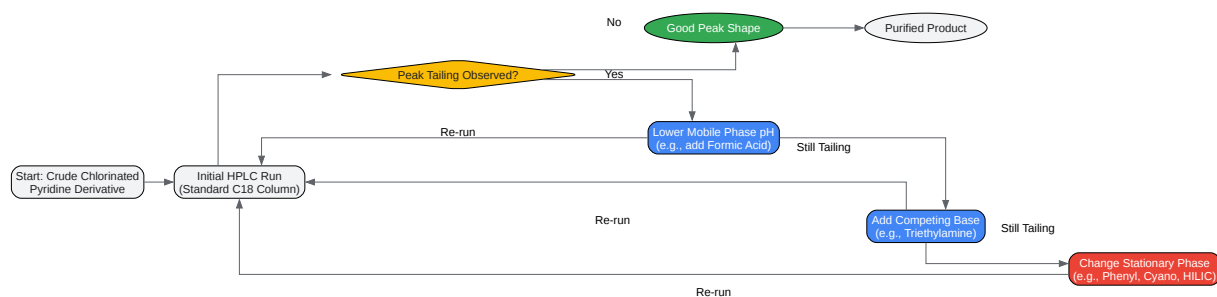 No
Good Peak Shape
Purified Product
Peak Tailing Observed?
Yes
Lower Mobile Phase pH
(e.g., add Formic Acid)
Re-run
Still Tailing
Start: Crude Chlorinated
Pyridine Derivative
Initial HPLC Run
(Standard C18 Column)
Re-run
Add Competing Base
(e.g., Triethylamine)
Still Tailing
Change Stationary Phase
(e.g., Phenyl, Cyano, HILIC)
Re-run